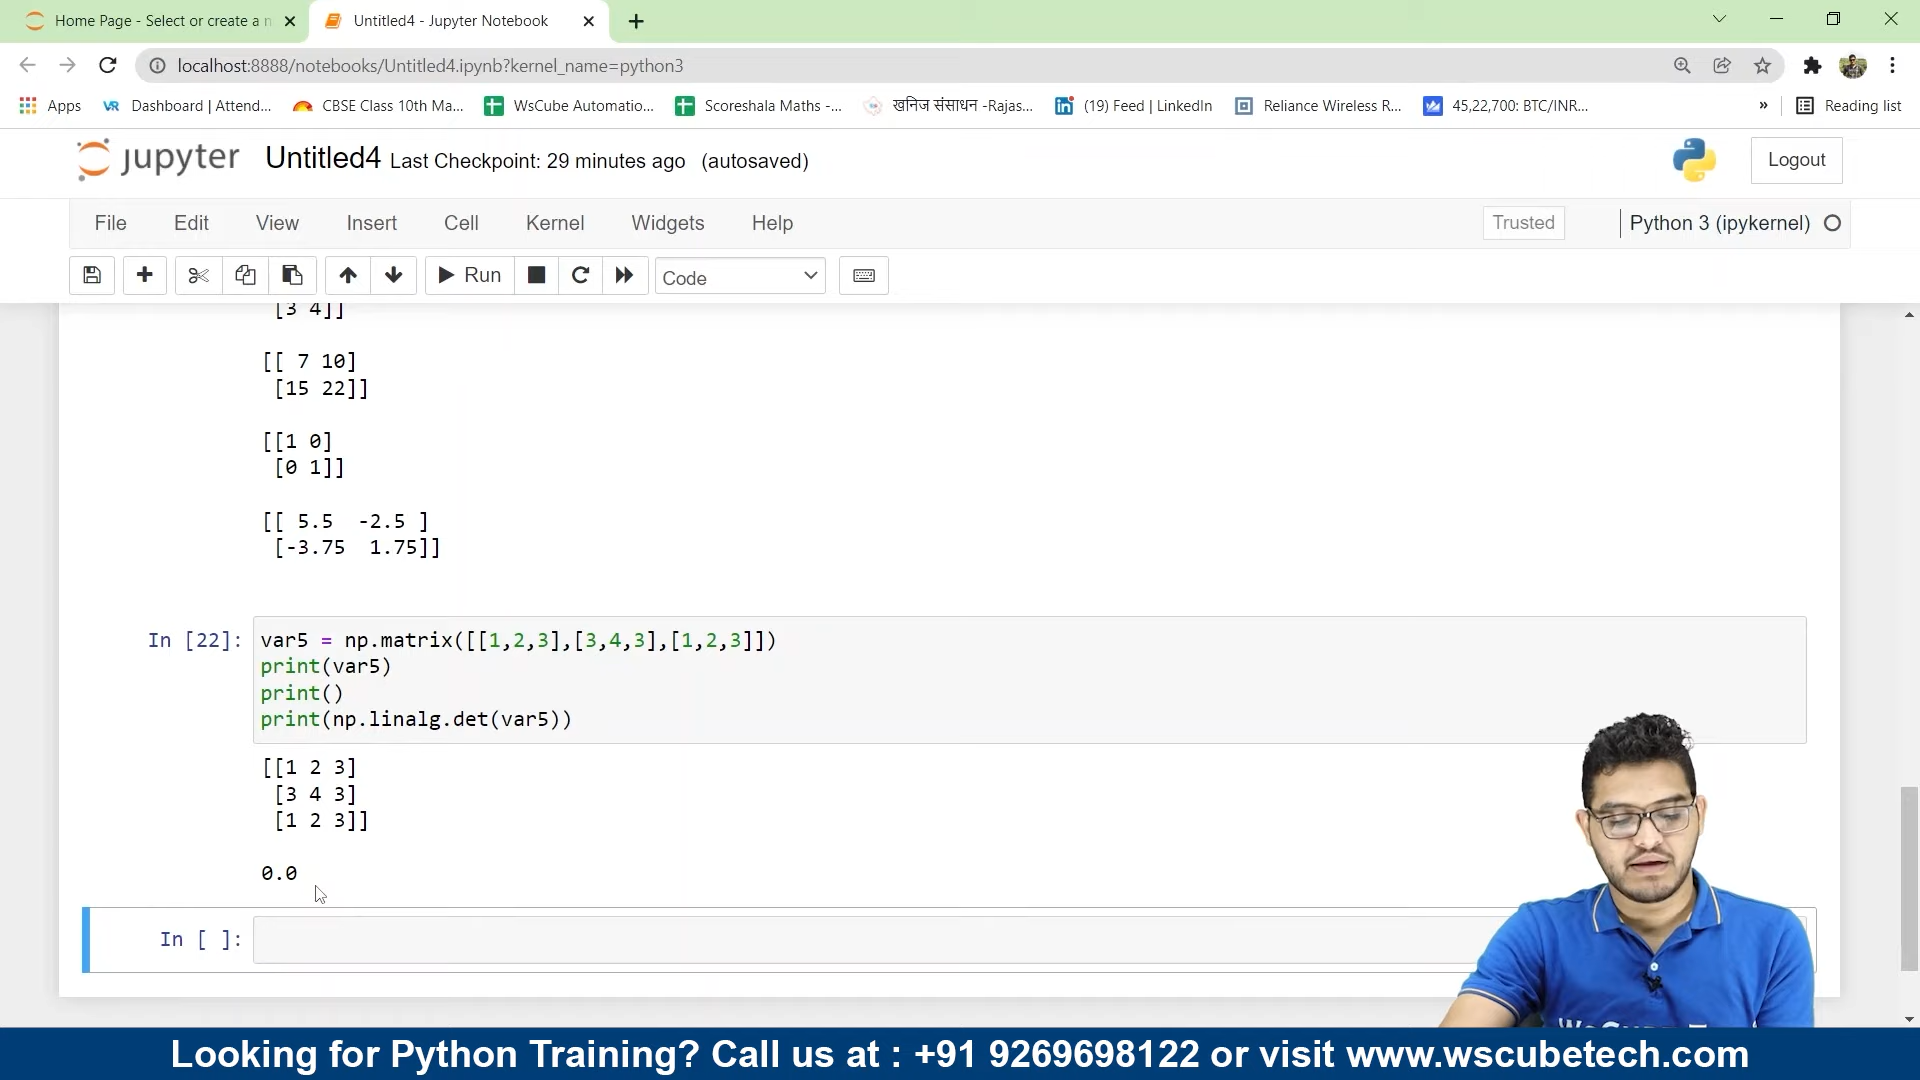 Home Page - Select or create a n
Untitled4 - Jupyter Notebook
localhost:8888/notebooks/Untitled4.ipynb?kernel_name=python3
Apps
VR Dashboard | Attend...
CBSE Class 10th Ma...
WsCube Automatio...
Scoreshala Maths -...
खनिज संसाधन -Rajas...
(19) Feed | LinkedIn
Reliance Wireless R...
45,22,700: BTC/INR...
»
Reading list
jupyter Untitled4 Last Checkpoint: 29 minutes ago (autosaved)
Logout
File Edit View Insert Cell Kernel Widgets Help
Trusted
Python 3 (ipykernel)
Run
Code
[3 4]]
[[ 7 10]
[15 22]]
[[1 0]
[0 1]]
[[ 5.5 -2.5 ]
[-3.75 1.75]]
In [22]: var5 = np.matrix([[1,2,3],[3,4,3],[1,2,3]])
print(var5)
print()
print(np.linalg.det(var5))
[[1 2 3]
[3 4 3]
[1 2 3]]
0.0
In [ ]:
Looking for Python Training? Call us at : +91 9269698122 or visit www.wscubetech.com